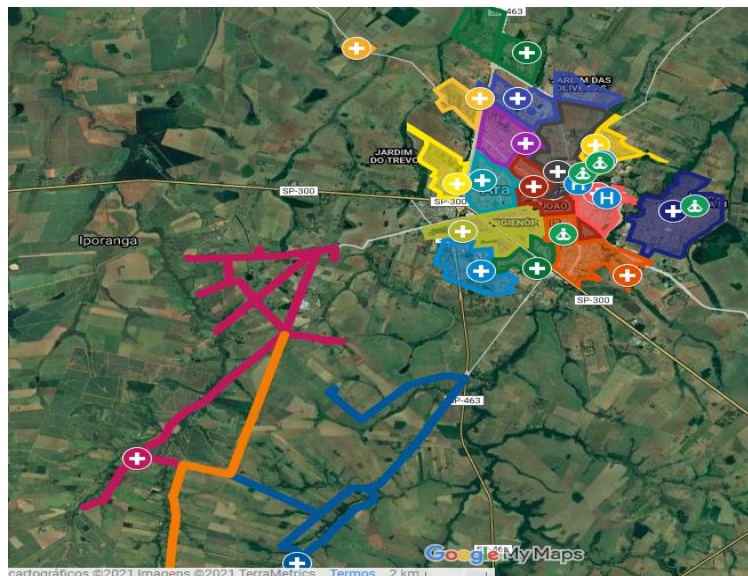 SP-463
JARDIM DAS
OLIVEIRAS
JARDIM
DO TREVO
SP-300
SP-300
Iporanga
JOÃO
SP-300
SP-463
Google My Maps
cartográficos ©2021 Imagens ©2021 TerraMetrics Termos 2 km